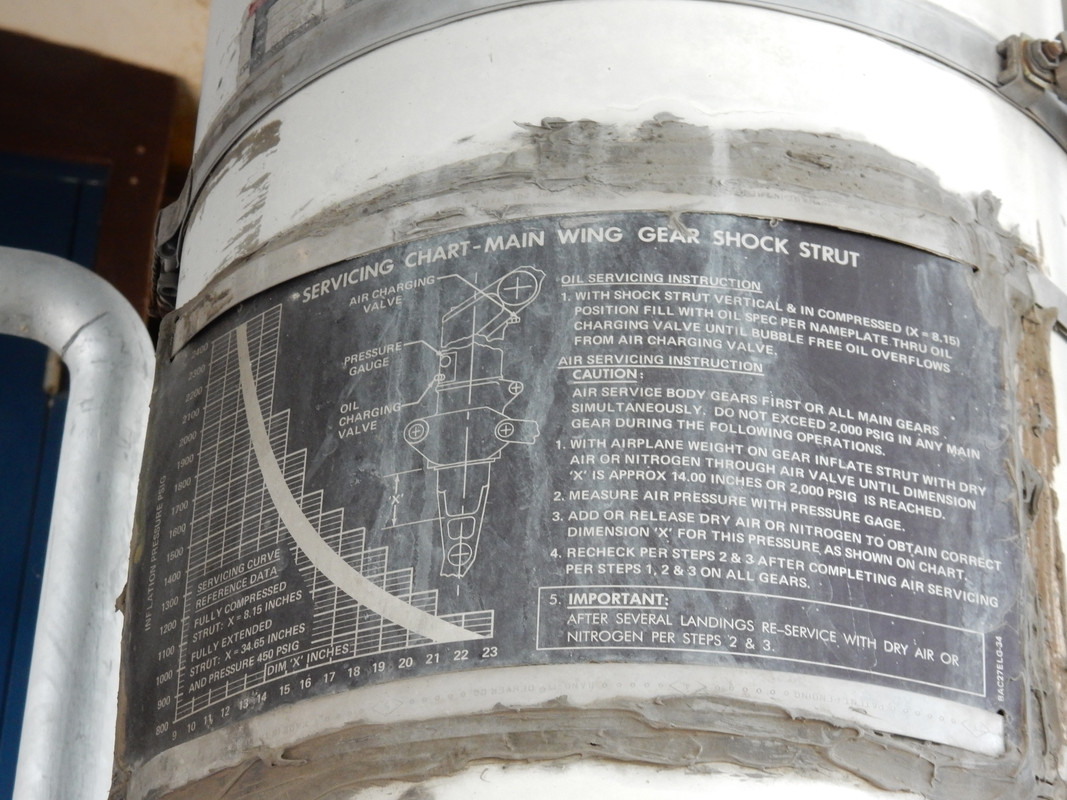 SERVICING CHART-MAIN WING GEAR SHOCK STRUT
AIR CHARGING
VALVE
PRESSURE
GAUGE
OIL
CHARGING
VALVE
'X'
INFLATION PRESSURE PSIG
2400
2300
2200
2100
2000
1900
1800
1700
1600
1500
1400
1300
1200
1100
1000
900
800
SERVICING CURVE
REFERENCE DATA
FULLY COMPRESSED
STRUT: X = 8.15 INCHES
FULLY EXTENDED
STRUT: X = 34.65 INCHES
AND PRESSURE 450 PSIG
DIM 'X' INCHES
9 10 11 12 13 14 15 16 17 18 19 20 21 22 23
OIL SERVICING INSTRUCTION
1. WITH SHOCK STRUT VERTICAL & IN COMPRESSED (X = 8.15)
POSITION FILL WITH OIL SPEC PER NAMEPLATE THRU OIL
CHARGING VALVE UNTIL BUBBLE FREE OIL OVERFLOWS
FROM AIR CHARGING VALVE.
AIR SERVICING INSTRUCTION
CAUTION:
AIR SERVICE BODY GEARS FIRST OR ALL MAIN GEARS
SIMULTANEOUSLY. DO NOT EXCEED 2,000 PSIG IN ANY MAIN
GEAR DURING THE FOLLOWING OPERATIONS.
1. WITH AIRPLANE WEIGHT ON GEAR INFLATE STRUT WITH DRY
AIR OR NITROGEN THROUGH AIR VALVE UNTIL DIMENSION
'X' IS APPROX 14.00 INCHES OR 2,000 PSIG IS REACHED.
2. MEASURE AIR PRESSURE WITH PRESSURE GAGE.
3. ADD OR RELEASE DRY AIR OR NITROGEN TO OBTAIN CORRECT
DIMENSION 'X' FOR THIS PRESSURE AS SHOWN ON CHART.
4. RECHECK PER STEPS 2 & 3 AFTER COMPLETING AIR SERVICING
PER STEPS 1, 2 & 3 ON ALL GEARS.
5. IMPORTANT:
AFTER SEVERAL LANDINGS RE-SERVICE WITH DRY AIR OR
NITROGEN PER STEPS 2 & 3.
BAC27ELG-34